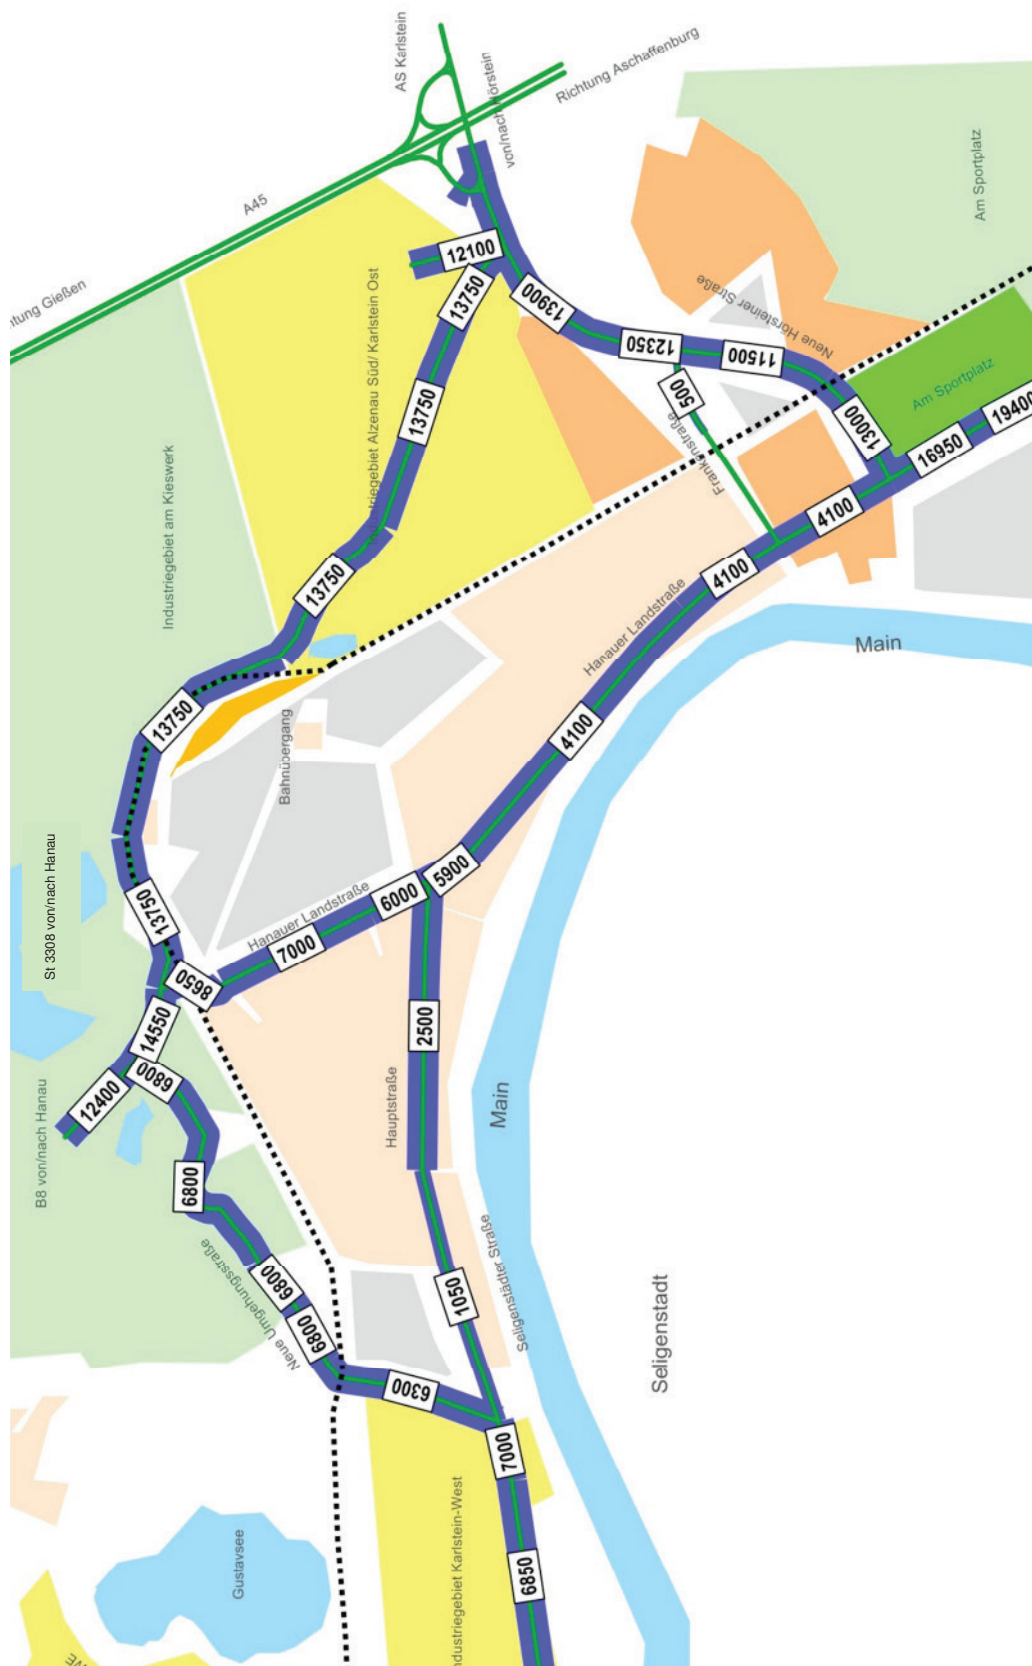 AS Karlstein
von/nach Hörstein
Richtung Aschaffenburg
A45
Am Sportplatz
12100
htung Gießen
13750
13900
Neue Hörsteiner Straße
12350
11500
Industriegebiet Alzenau Süd/ Karlstein Ost
13750
500
Am Sportplatz
19400
13000
16950
Frankenstraße
Industriegebiet am Kieswerk
4100
13750
4100
Hanauer Landstraße
Main
13750
4100
Bahnübergang
St 3308 von/nach Hanau
13750
5900
6000
Hanauer Landstraße
7000
8650
14550
2500
6800
12400
Hauptstraße
Main
B8 von/nach Hanau
6800
Neue Umgehungsstraße
6800
1050
Seligenstädter Straße
6800
Seligenstadt
6300
7000
Industriegebiet Karlstein-West
Gustavsee
6850
WE